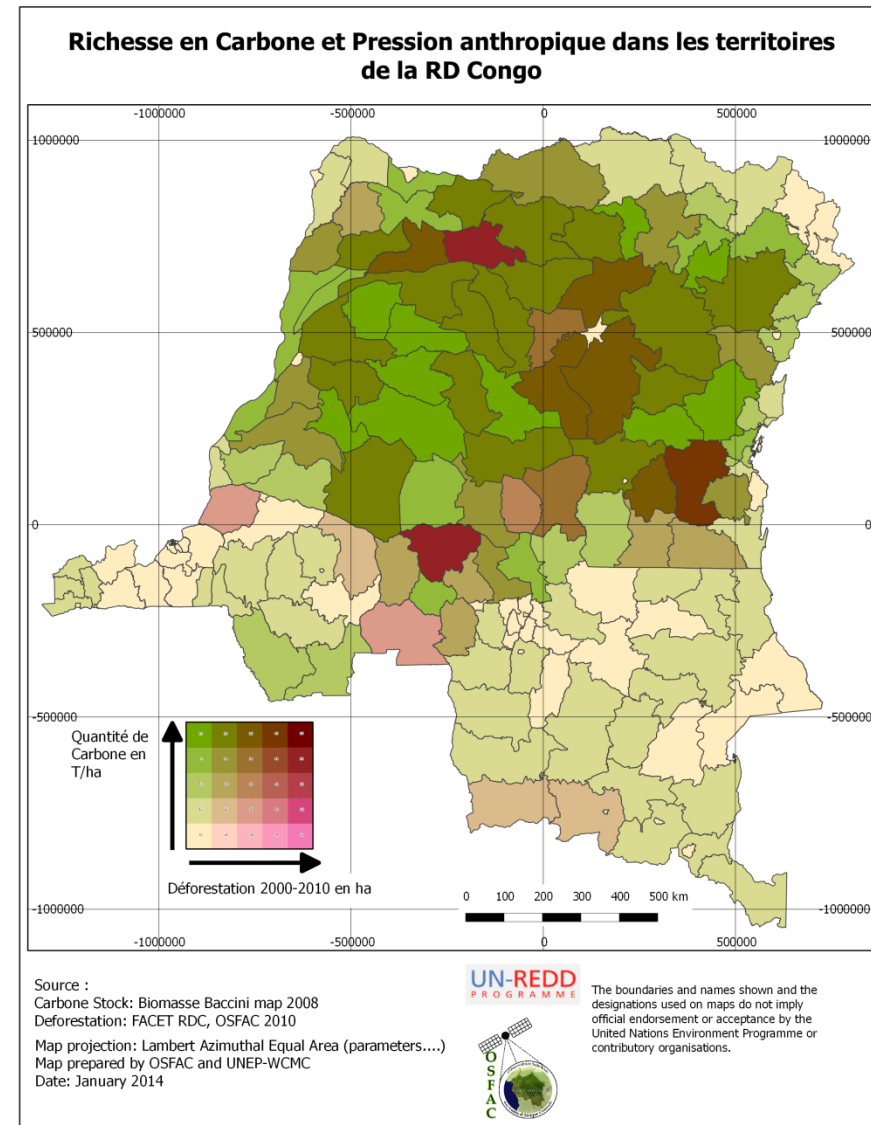 Richesse en Carbone et Pression anthropique dans les territoires
de la RD Congo
-1000000 -500000 0 500000
1000000 1000000
500000 500000
0 0
-500000 -500000
-1000000 -1000000
Quantité de
Carbone en
T/ha
Déforestation 2000-2010 en ha
0 100 200 300 400 500 km
-1000000 -500000 0 500000
Source :
Carbone Stock: Biomasse Baccini map 2008
Deforestation: FACET RDC, OSFAC 2010
Map projection: Lambert Azimuthal Equal Area (parameters....)
Map prepared by OSFAC and UNEP-WCMC
Date: January 2014
UN-REDD
PROGRAMME
OSFAC
The boundaries and names shown and the
designations used on maps do not imply
official endorsement or acceptance by the
United Nations Environment Programme or
contributory organisations.